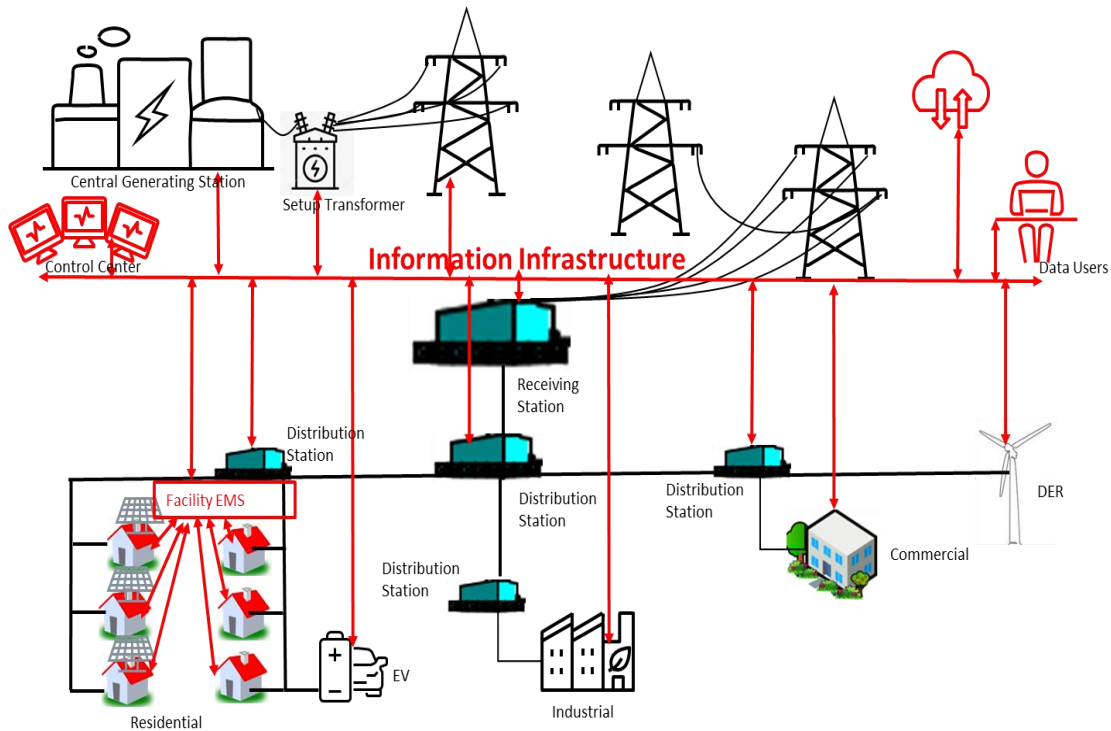 Central Generating Station
Setup Transformer
Control Center
Information Infrastructure
Data Users
Receiving
Station
Distribution
Station
Distribution
Station
Distribution
Station
DER
Facility EMS
Commercial
Distribution
Station
+
−
EV
Industrial
Residential